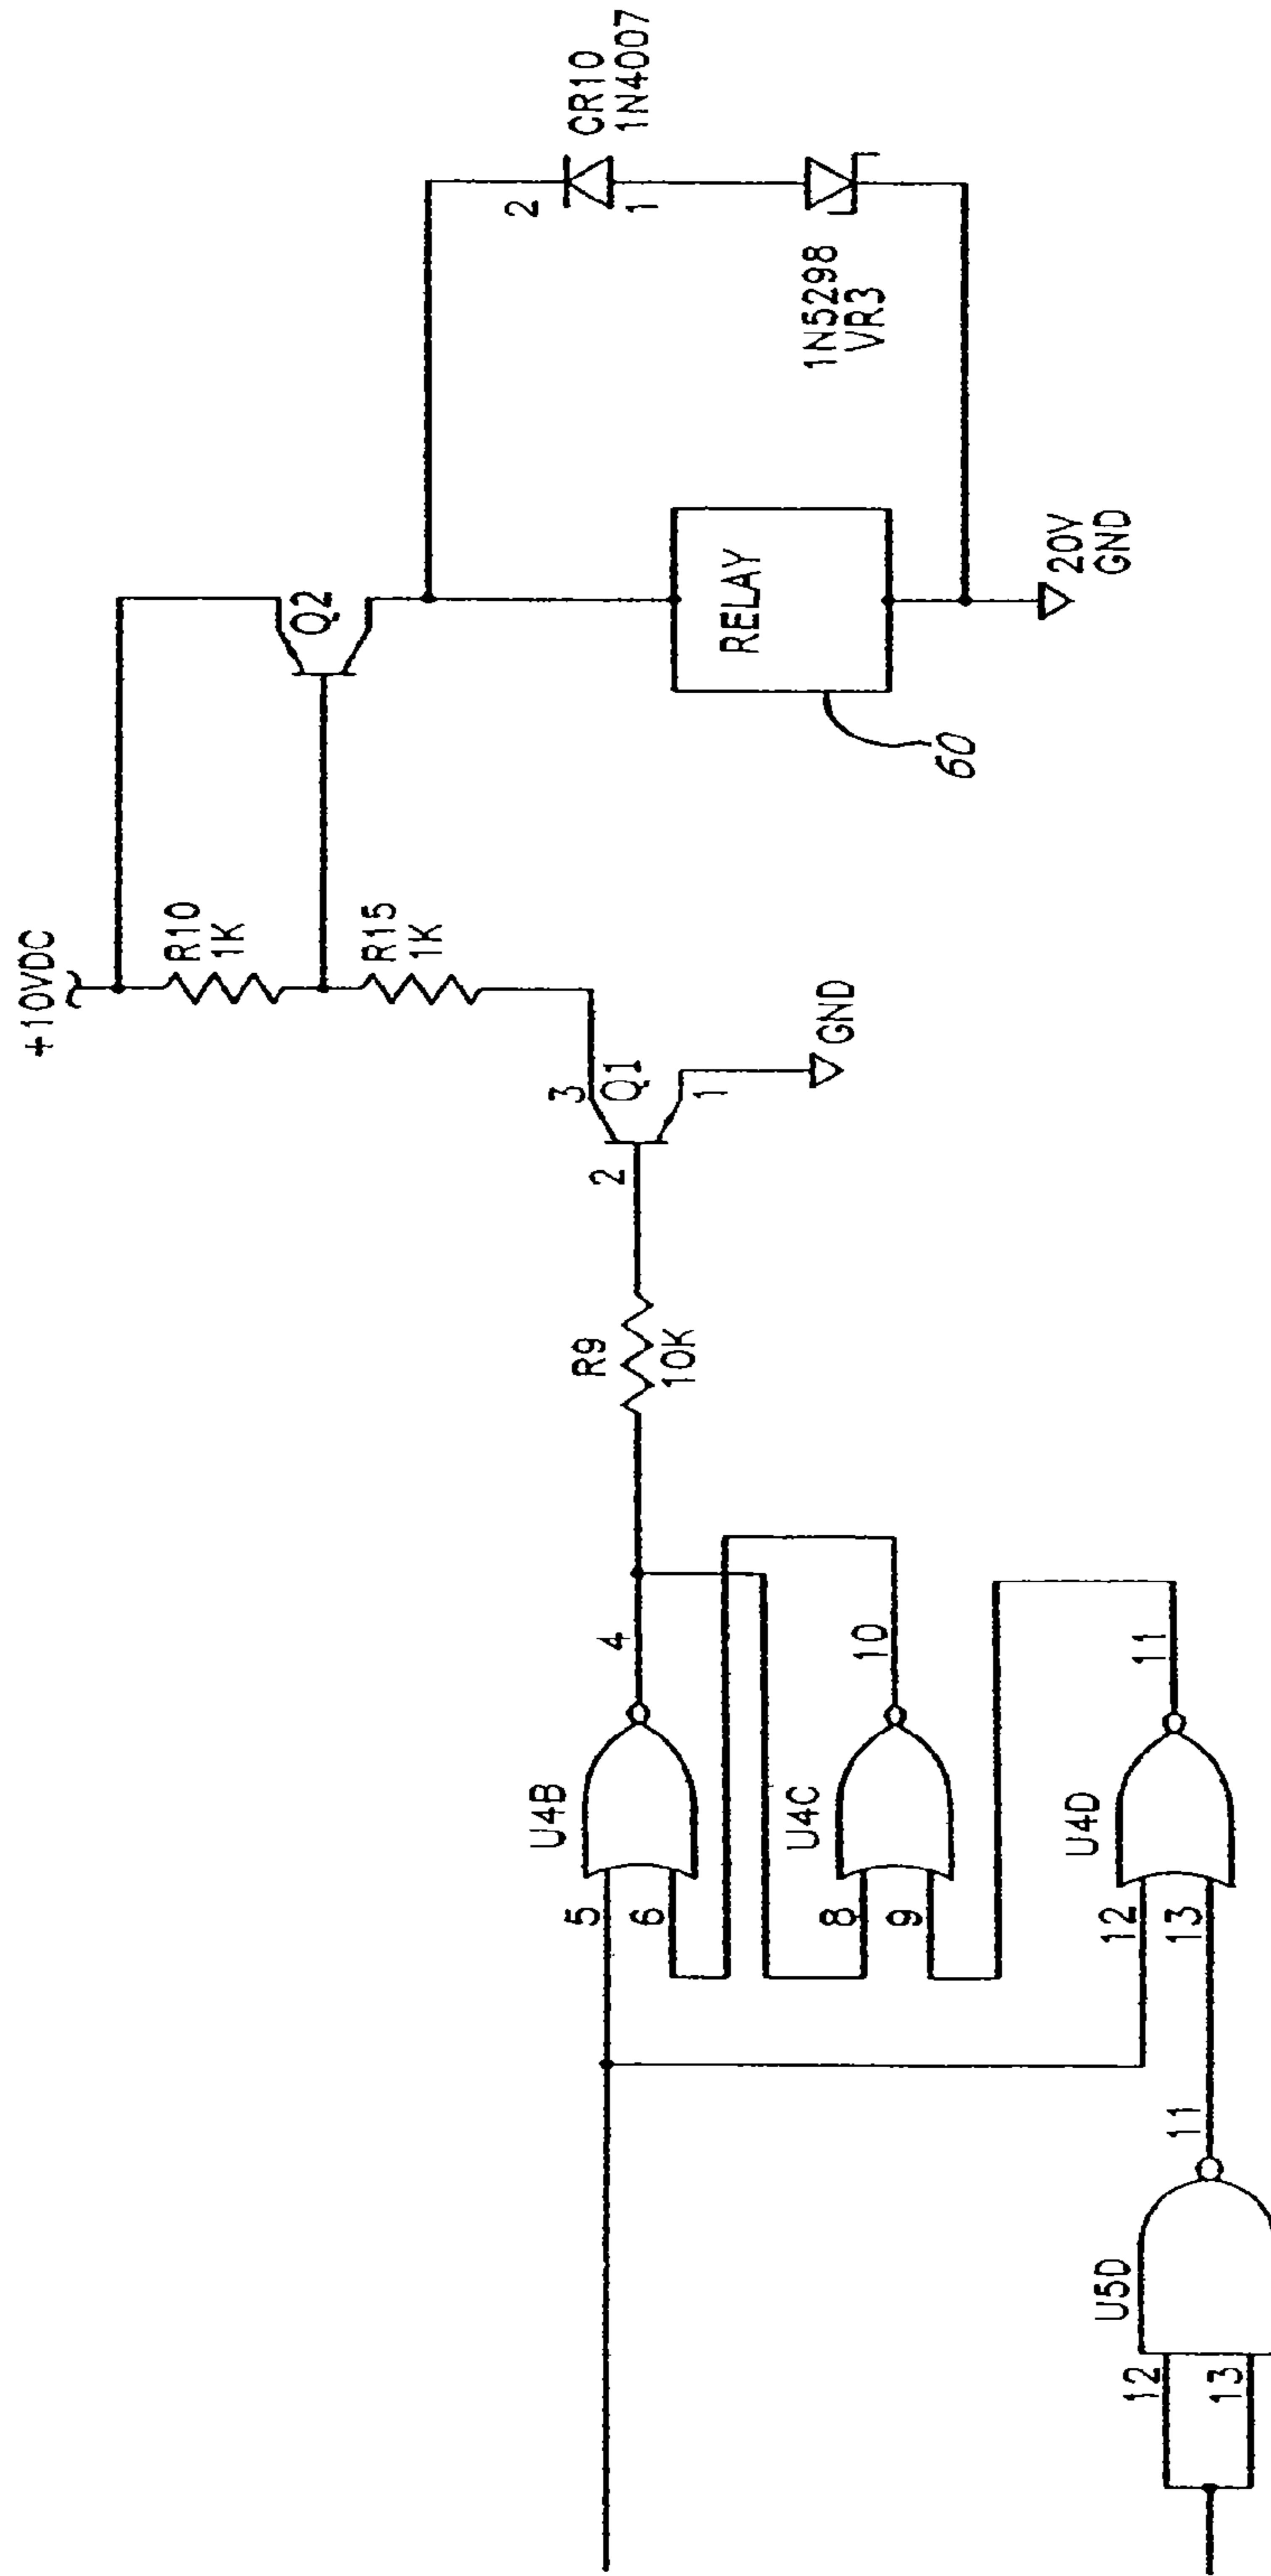 +10VDC
R10
1K
R15
1K
Q2
CR10
1N4007
2
1
1N5298
VR3
RELAY
60
20V
GND
3
Q1
2
1
GND
R9
10K
U4B
5
6
4
U4C
8
9
10
U4D
12
13
11
U5D
12
13
11